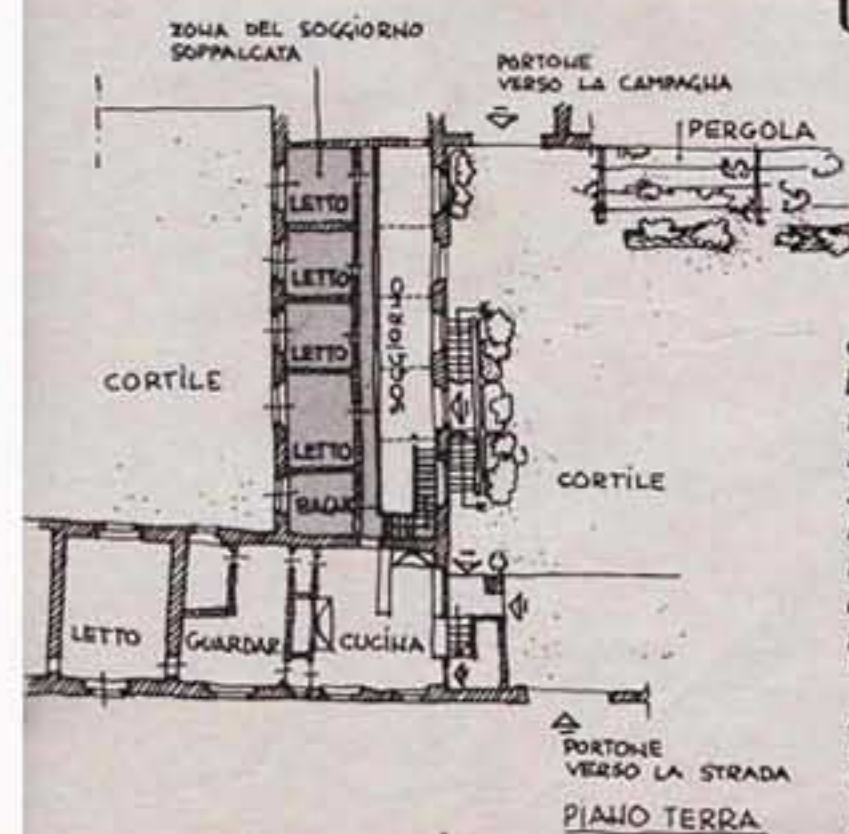 ZONA DEL SOGGIORNO
SOPPALCATA
PORTONE
VERSO LA CAMPAGNA
PERGOLA
LETTO
LETTO
LETTO
LETTO
BAGN
SOGGIORNO
CORTILE
CORTILE
LETTO
GUARDAR
CUCINA
PORTONE
VERSO LA STRADA
PIANO TERRA